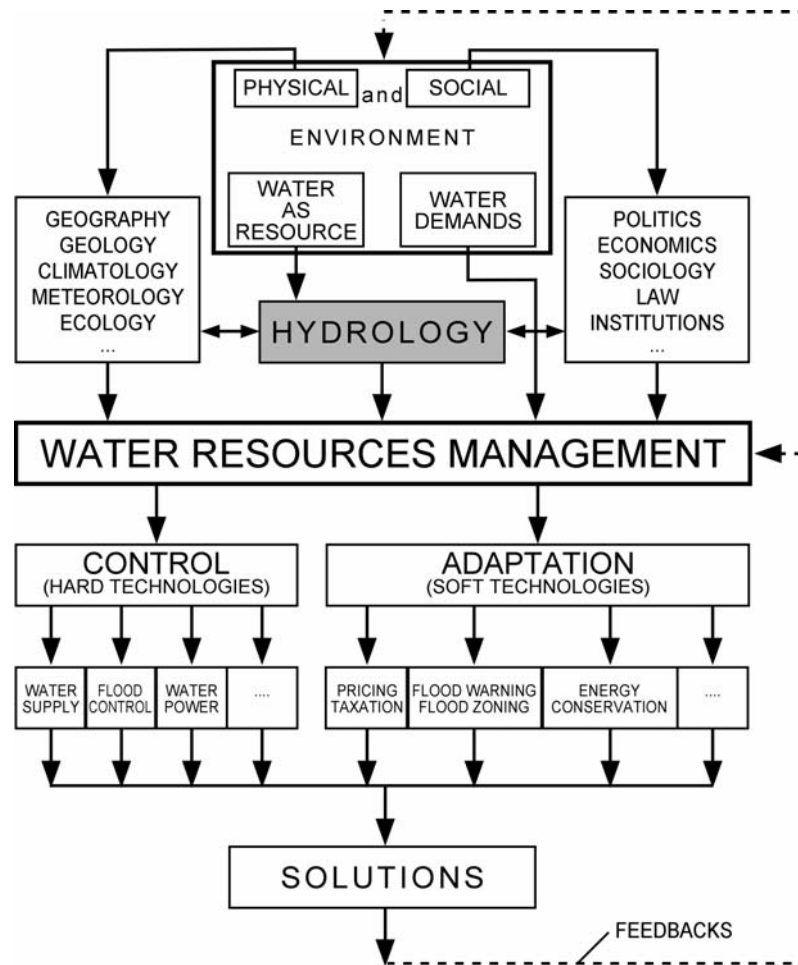 PHYSICAL and SOCIAL
ENVIRONMENT
WATER
AS
RESOURCE
WATER
DEMANDS
GEOGRAPHY
GEOLOGY
CLIMATOLOGY
METEOROLOGY
ECOLOGY
...
HYDROLOGY
POLITICS
ECONOMICS
SOCIOLOGY
LAW
INSTITUTIONS
...
WATER RESOURCES MANAGEMENT
CONTROL
(HARD TECHNOLOGIES)
ADAPTATION
(SOFT TECHNOLOGIES)
WATER
SUPPLY
FLOOD
CONTROL
WATER
POWER
....
PRICING
TAXATION
FLOOD WARNING
FLOOD ZONING
ENERGY
CONSERVATION
....
SOLUTIONS
FEEDBACKS